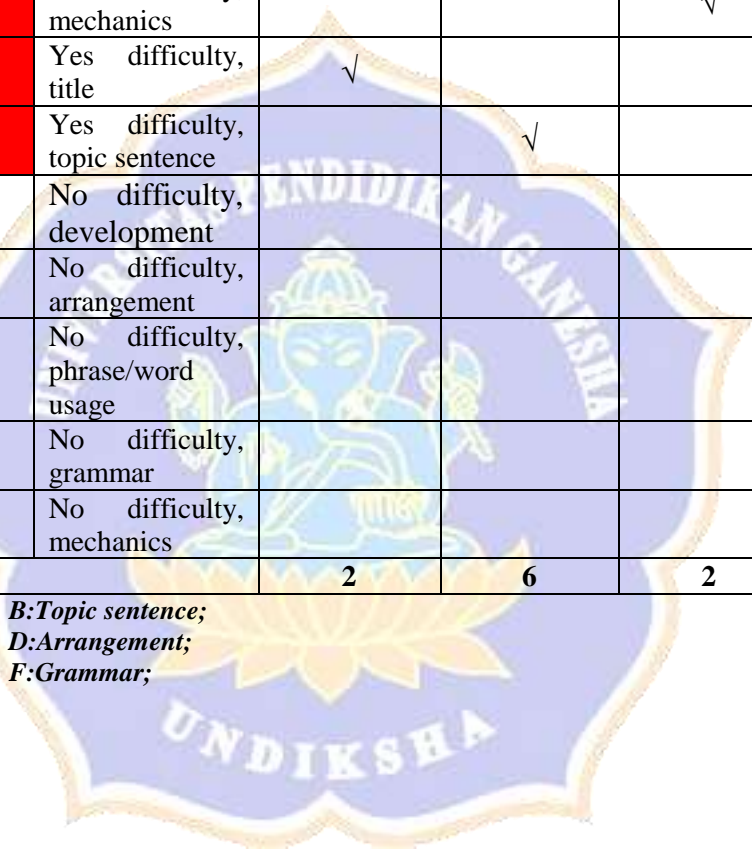 mechanics √
Yes difficulty, √
title
Yes difficulty, √
topic sentence
No difficulty,
development
No difficulty,
arrangement
No difficulty,
phrase/word
usage
No difficulty,
grammar
No difficulty,
mechanics
2 6 2
B:Topic sentence;
D:Arrangement;
F:Grammar;
UNIVERSITAS PENDIDIKAN GANESHA
UNDIKSHA